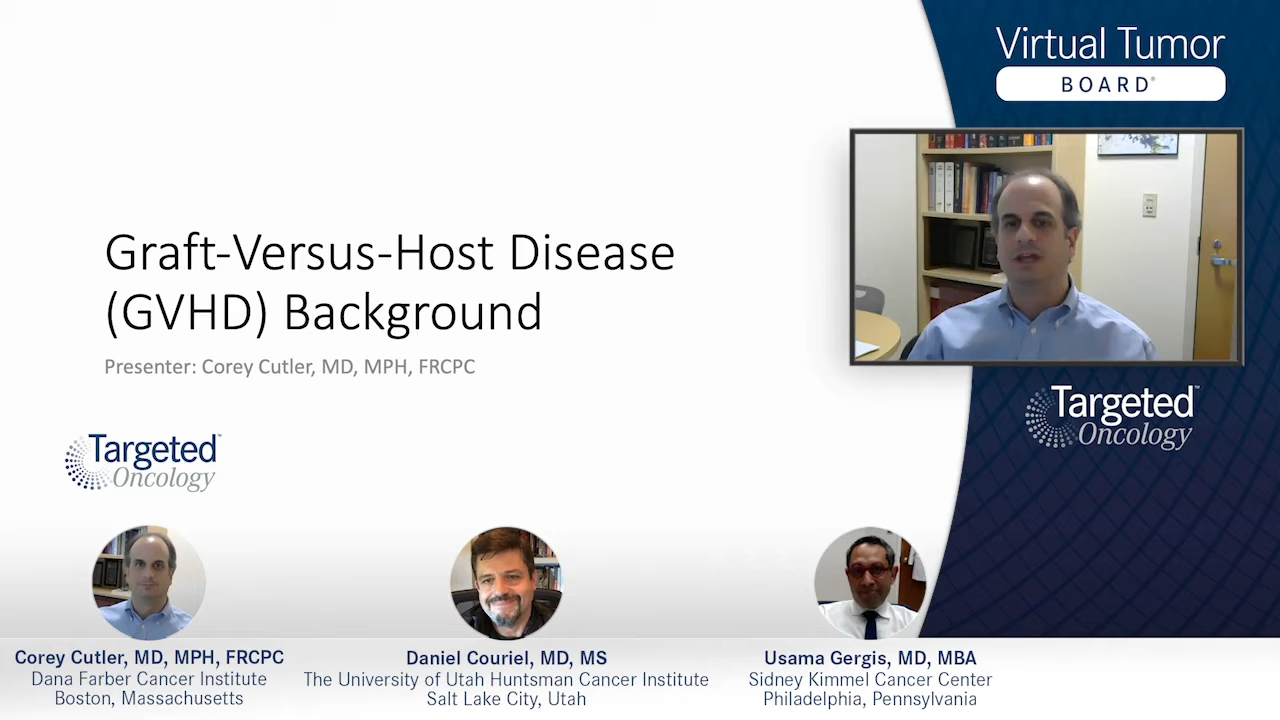 Virtual Tumor
BOARD®
Graft-Versus-Host Disease
(GVHD) Background
Presenter: Corey Cutler, MD, MPH, FRCPC
Targeted™
Oncology
Targeted™
Oncology
Corey Cutler, MD, MPH, FRCPC
Dana Farber Cancer Institute
Boston, Massachusetts
Daniel Couriel, MD, MS
The University of Utah Huntsman Cancer Institute
Salt Lake City, Utah
Usama Gergis, MD, MBA
Sidney Kimmel Cancer Center
Philadelphia, Pennsylvania